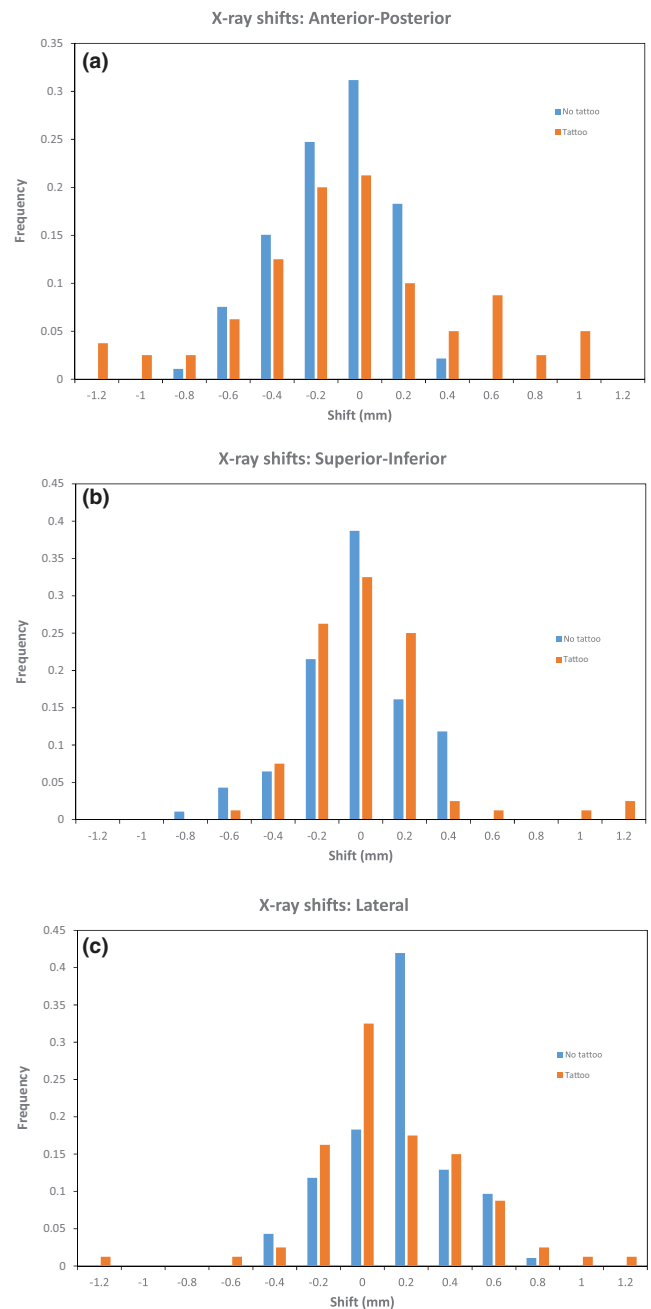 X-ray shifts: Anterior-Posterior
(a)
0.35
0.3
0.25
0.2
0.15
0.1
0.05
0
Frequency
No tattoo
Tattoo
-1.2 -1 -0.8 -0.6 -0.4 -0.2 0 0.2 0.4 0.6 0.8 1 1.2
Shift (mm)
X-ray shifts: Superior-Inferior
(b)
0.45
0.4
0.35
0.3
0.25
0.2
0.15
0.1
0.05
0
Frequency
No tattoo
Tattoo
-1.2 -1 -0.8 -0.6 -0.4 -0.2 0 0.2 0.4 0.6 0.8 1 1.2
Shift (mm)
X-ray shifts: Lateral
(c)
0.45
0.4
0.35
0.3
0.25
0.2
0.15
0.1
0.05
0
Frequency
No tattoo
Tattoo
-1.2 -1 -0.8 -0.6 -0.4 -0.2 0 0.2 0.4 0.6 0.8 1 1.2
Shift (mm)